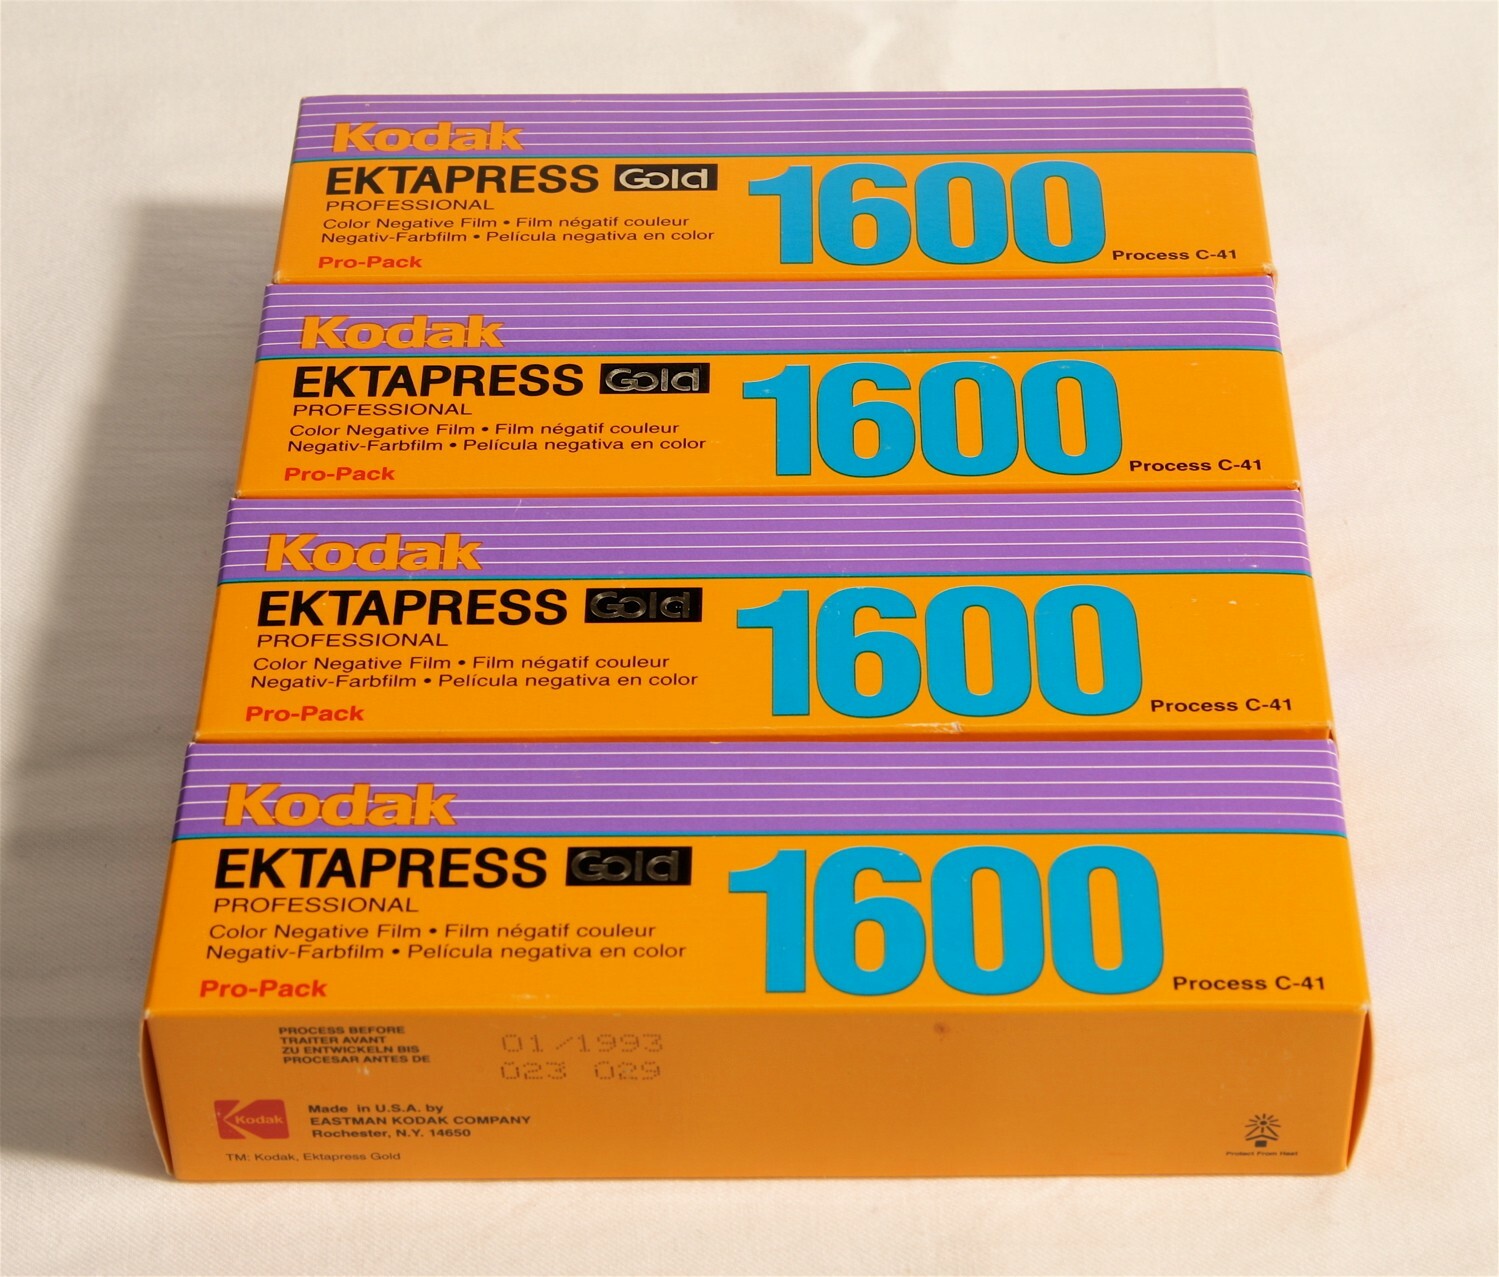 Kodak
EKTAPRESS Gold 1600
PROFESSIONAL
Color Negative Film • Film négatif couleur
Negativ-Farbfilm • Película negativa en color
Pro-Pack
Process C-41
Kodak
EKTAPRESS Gold 1600
PROFESSIONAL
Color Negative Film • Film négatif couleur
Negativ-Farbfilm • Película negativa en color
Pro-Pack
Process C-41
Kodak
EKTAPRESS Gold 1600
PROFESSIONAL
Color Negative Film • Film négatif couleur
Negativ-Farbfilm • Película negativa en color
Pro-Pack
Process C-41
Kodak
EKTAPRESS Gold 1600
PROFESSIONAL
Color Negative Film • Film négatif couleur
Negativ-Farbfilm • Película negativa en color
Pro-Pack
Process C-41
PROCESS BEFORE
TRAITER AVANT
ZU ENTWICKELN BIS
PROCESAR ANTES DE
01/1993
023 029
Kodak
Made in U.S.A. by
EASTMAN KODAK COMPANY
Rochester, N.Y. 14650
TM: Kodak, Ektapress Gold
Protect From Heat